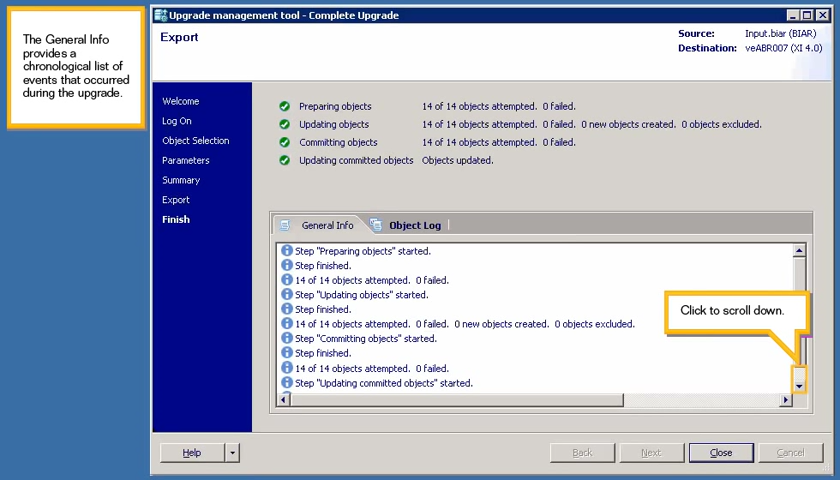 Upgrade management tool - Complete Upgrade
The General Info
provides a
chronological list of
events that occurred
during the upgrade.
Export
Source: Input.biar (BIAR)
Destination: veABR007 (XI 4.0)
Welcome
Log On
Object Selection
Parameters
Summary
Export
Finish
Preparing objects 14 of 14 objects attempted. 0 failed.
Updating objects 14 of 14 objects attempted. 0 failed. 0 new objects created. 0 objects excluded.
Committing objects 14 of 14 objects attempted. 0 failed.
Updating committed objects Objects updated.
General Info Object Log
Step "Preparing objects" started.
Step finished.
14 of 14 objects attempted. 0 failed.
Step "Updating objects" started.
Step finished.
14 of 14 objects attempted. 0 failed. 0 new objects created. 0 objects excluded.
Step "Committing objects" started.
Step finished.
14 of 14 objects attempted. 0 failed.
Step "Updating committed objects" started.
Click to scroll down.
Help Back Next Close Cancel